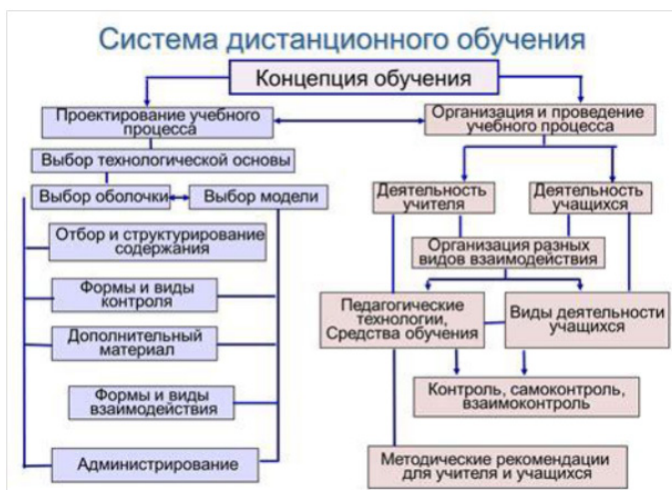 Система дистанционного обучения
Концепция обучения
Проектирование учебного
процесса
Организация и проведение
учебного процесса
Выбор технологической основы
Выбор оболочки
Выбор модели
Деятельность
учителя
Деятельность
учащихся
Отбор и структурирование
содержания
Организация разных
видов взаимодействия
Формы и виды
контроля
Педагогические
технологии,
Средства обучения
Виды деятельности
учащихся
Дополнительный
материал
Формы и виды
взаимодействия
Контроль, самоконтроль,
взаимоконтроль
Администрирование
Методические рекомендации
для учителя и учащихся